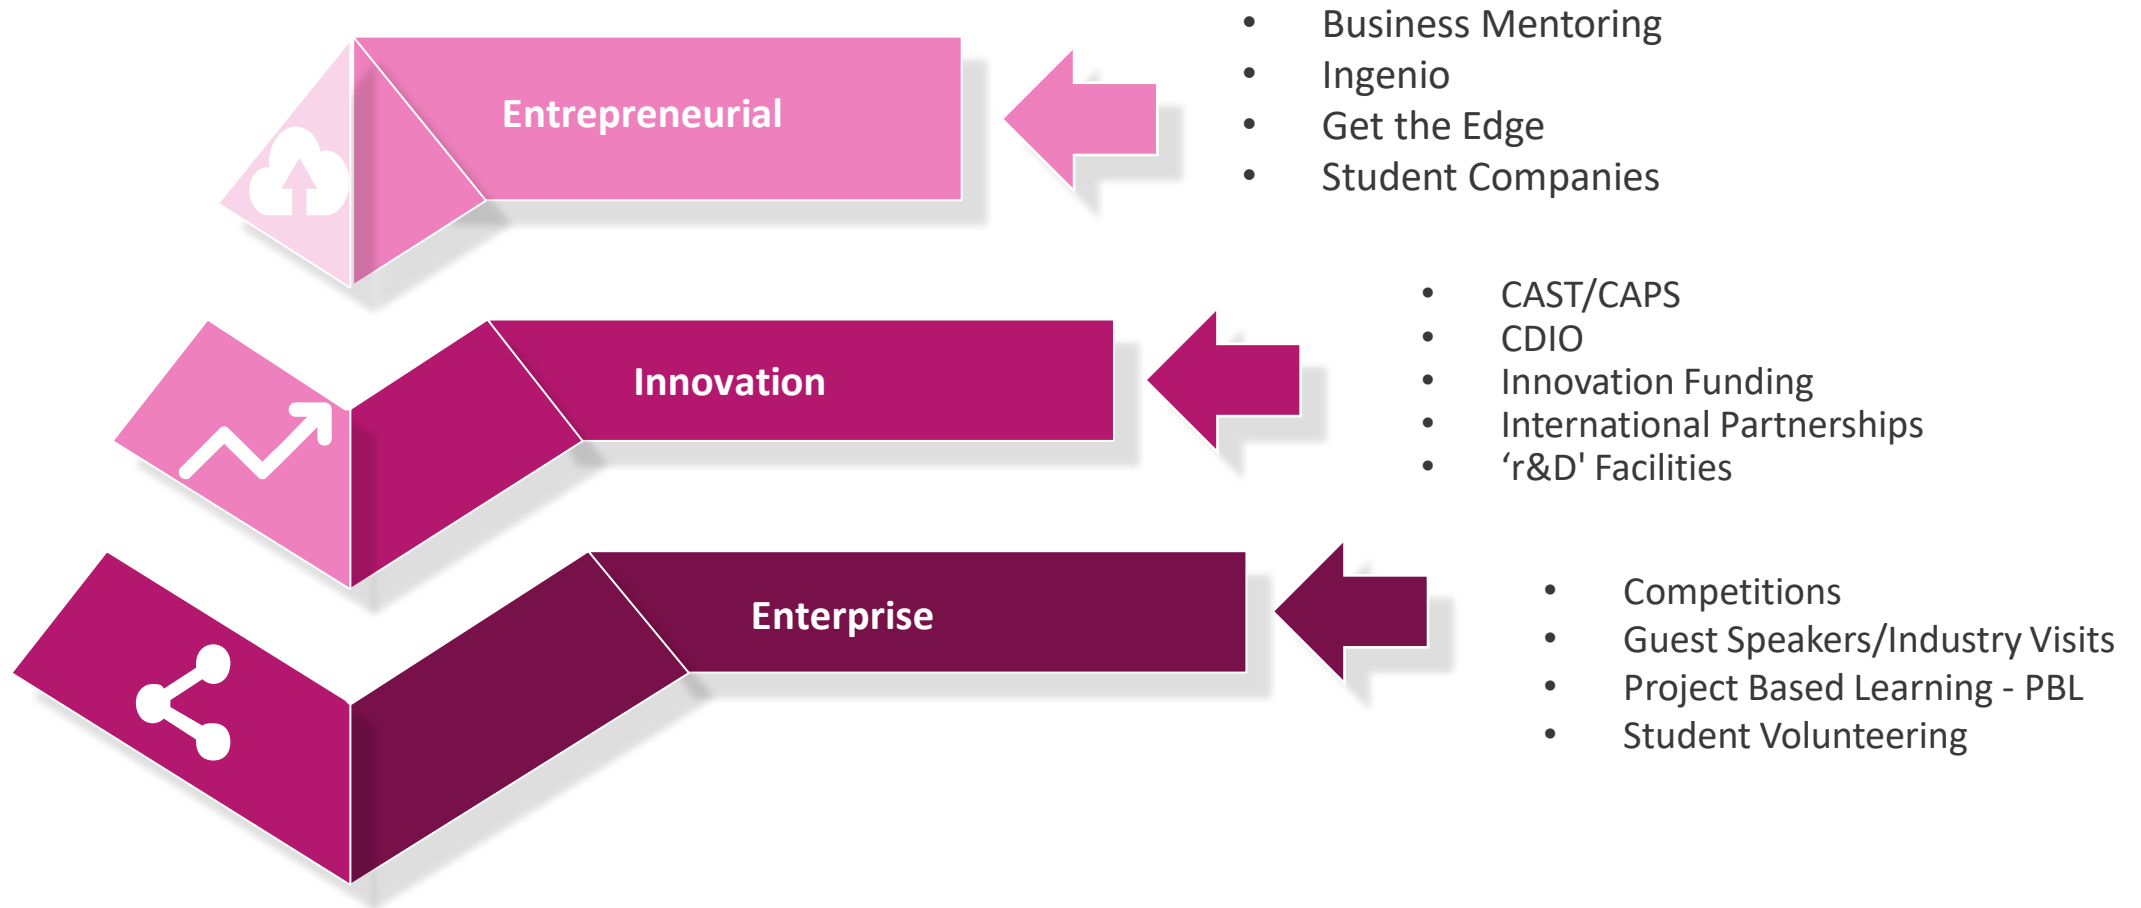 • Business Mentoring
• Ingenio
• Get the Edge
• Student Companies
Entrepreneurial
• CAST/CAPS
• CDIO
• Innovation Funding
• International Partnerships
• ‘r&D' Facilities
Innovation
• Competitions
• Guest Speakers/Industry Visits
• Project Based Learning - PBL
• Student Volunteering
Enterprise